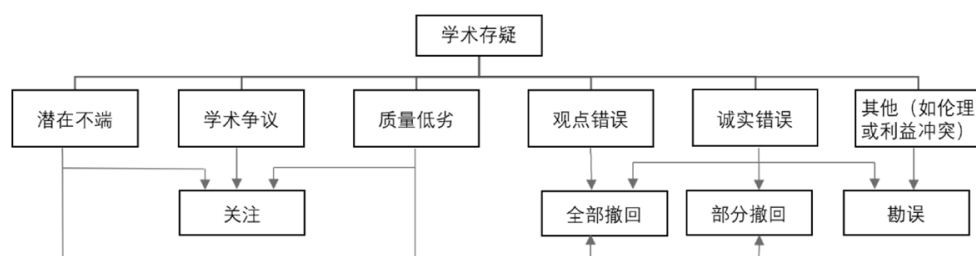 学术存疑
潜在不端
学术争议
质量低劣
观点错误
诚实错误
其他（如伦理
或利益冲突）
关注
全部撤回
部分撤回
勘误